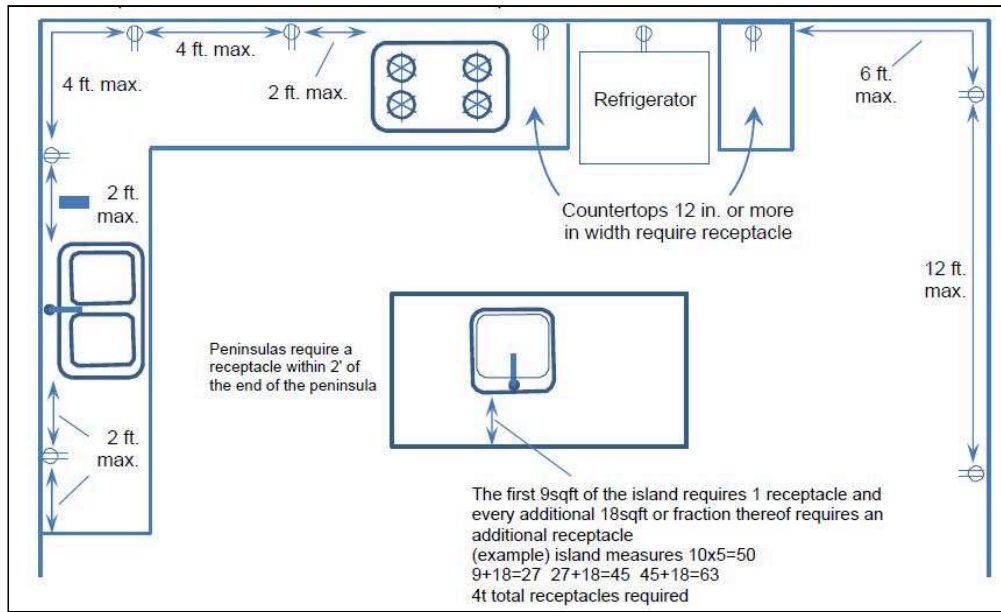 4 ft. max.
2 ft. max.
4 ft. max.
Refrigerator
6 ft.
max.
2 ft.
max.
Countertops 12 in. or more
in width require receptacle
12 ft.
max.
Peninsulas require a
receptacle within 2' of
the end of the peninsula
2 ft.
max.
The first 9sqft of the island requires 1 receptacle and
every additional 18sqft or fraction thereof requires an
additional receptacle
(example) island measures 10x5=50
9+18=27 27+18=45 45+18=63
4t total receptacles required